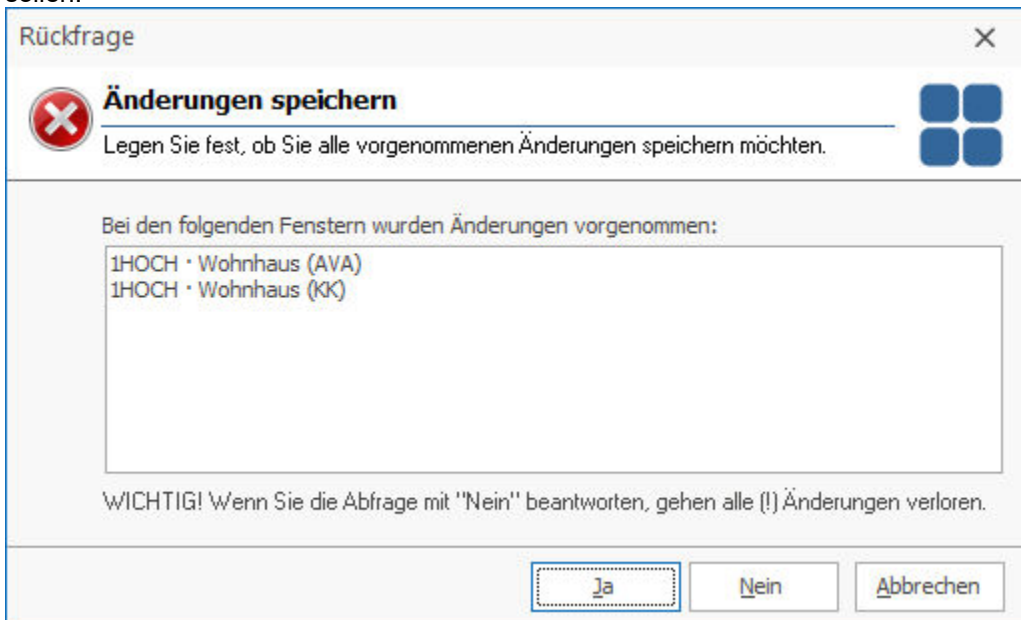 Rückfrage
Änderungen speichern
Legen Sie fest, ob Sie alle vorgenommenen Änderungen speichern möchten.
Bei den folgenden Fenstern wurden Änderungen vorgenommen:
1HOCH · Wohnhaus (AVA)
1HOCH · Wohnhaus (KK)
WICHTIG! Wenn Sie die Abfrage mit "Nein" beantworten, gehen alle (!) Änderungen verloren.
Ja Nein Abbrechen